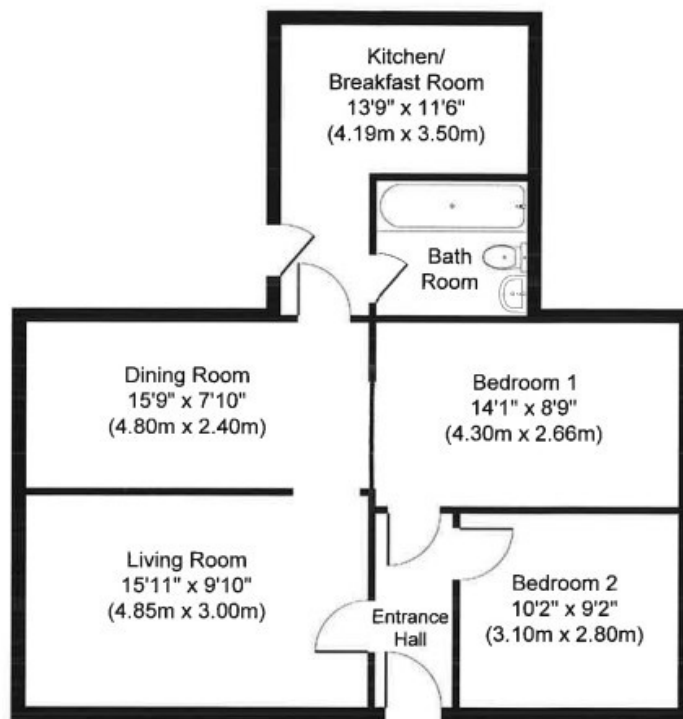 Kitchen/
Breakfast Room
13'9" x 11'6"
(4.19m x 3.50m)
Bath
Room
Dining Room
15'9" x 7'10"
(4.80m x 2.40m)
Bedroom 1
14'1" x 8'9"
(4.30m x 2.66m)
Living Room
15'11" x 9'10"
(4.85m x 3.00m)
Entrance
Hall
Bedroom 2
10'2" x 9'2"
(3.10m x 2.80m)